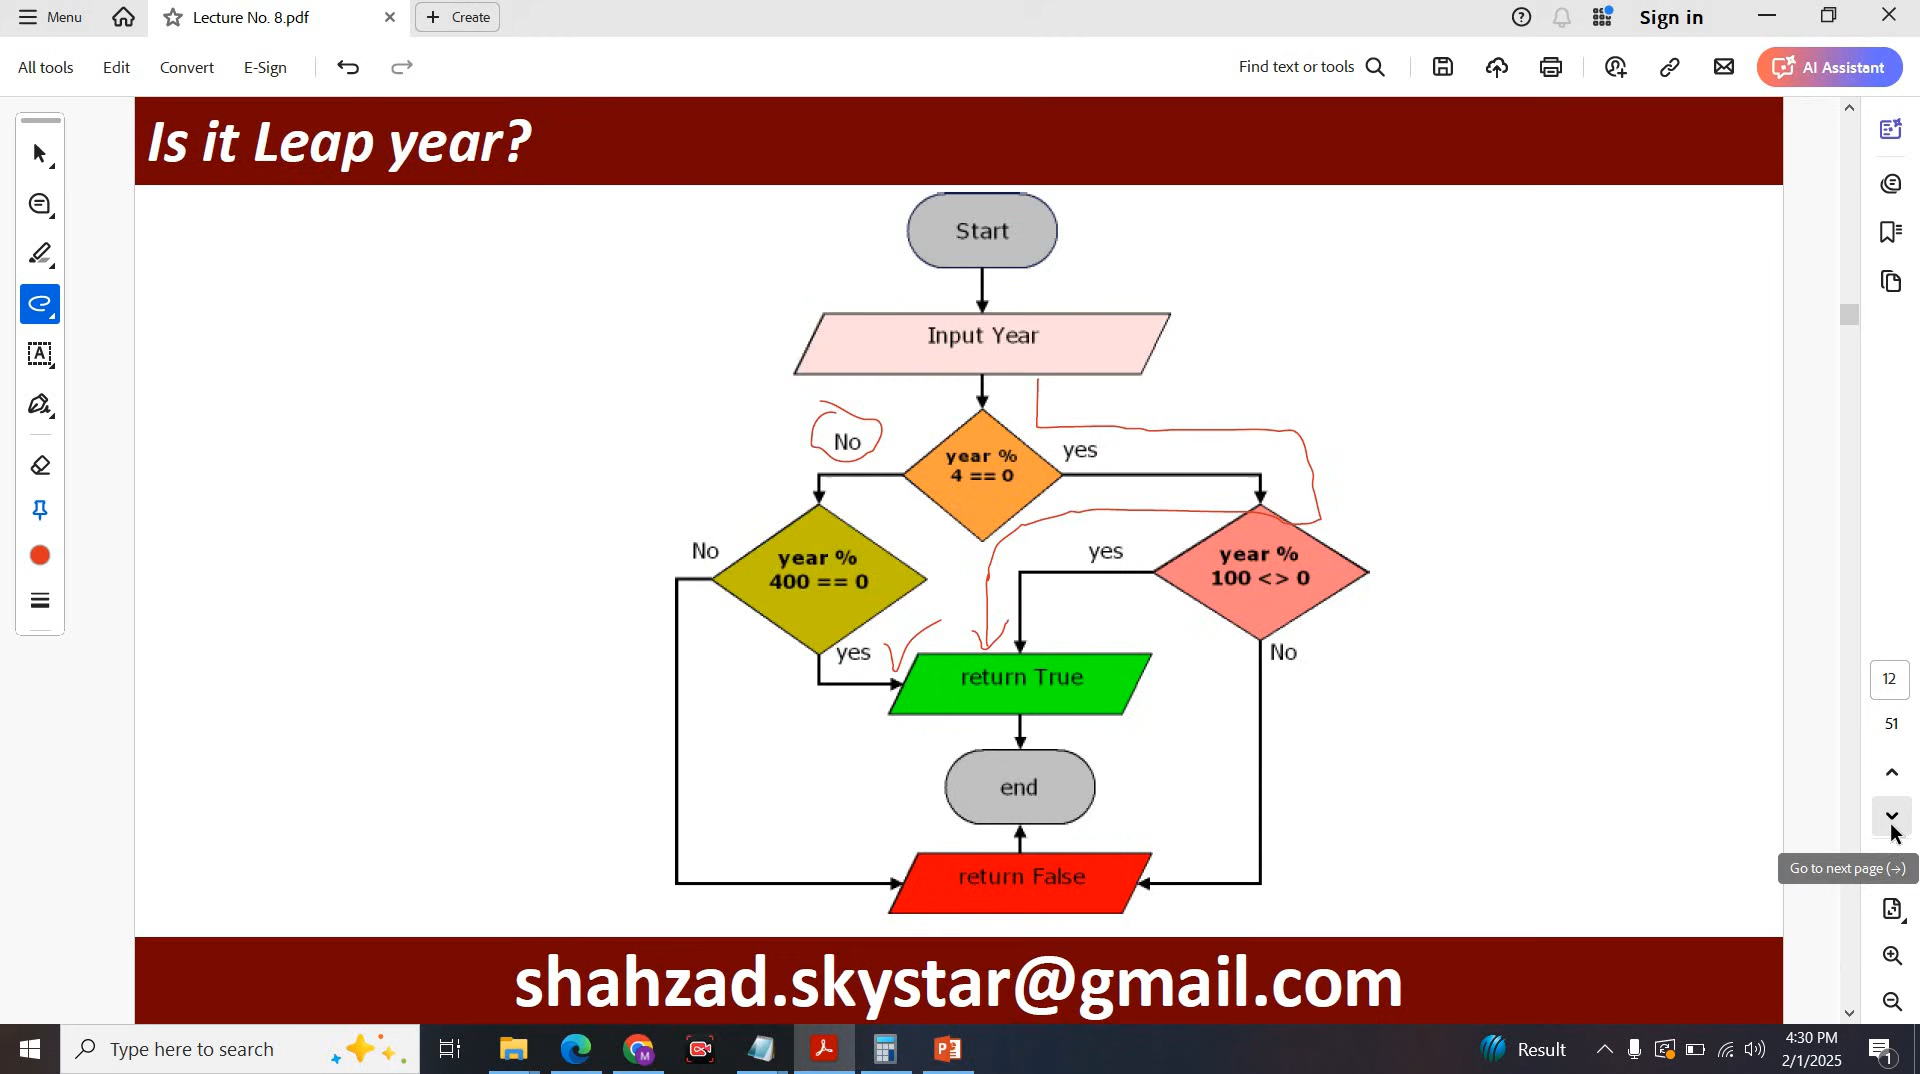 Menu
Lecture No. 8.pdf
Create
Sign in
All tools
Edit
Convert
E-Sign
Find text or tools
AI Assistant
Is it Leap year?
Start
Input Year
No
year %
4 == 0
yes
No
year %
400 == 0
yes
yes
year %
100 <> 0
No
return True
end
return False
12
51
Go to next page (→)
shahzad.skystar@gmail.com
Type here to search
Result
4:30 PM
2/1/2025
1